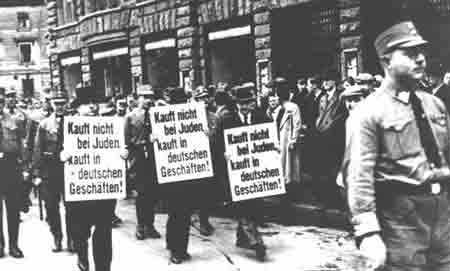 Kauft nicht
bei Juden,
kauft in
deutschen
Geschäften!
Kauft nicht
bei Juden,
kauft in
deutschen
Geschäften!
Kauft nicht
bei Juden,
kauft in
deutschen
Geschäften!